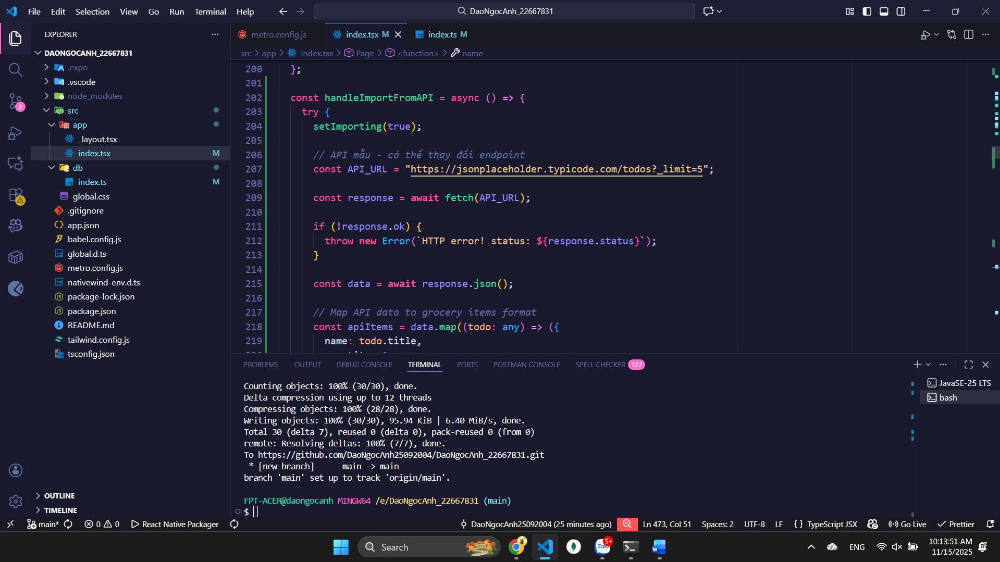 File Edit Selection View Go Run Terminal Help
DaoNgocAnh_22667831
EXPLORER
DAONGOCANH_22667831
.expo
.vscode
node_modules
src
app
_layout.tsx
index.tsx M
db
index.ts M
global.css
.gitignore
app.json
babel.config.js
global.d.ts
metro.config.js
nativewind-env.d.ts
package-lock.json
package.json
README.md
tailwind.config.js
tsconfig.json
OUTLINE
TIMELINE
2
metro.config.js index.tsx M index.ts M
src > app > index.tsx > Page > <function> > name
200 };
201
202 const handleImportFromAPI = async () => {
203 try {
204 setImporting(true);
205
206 // API mẫu - có thể thay đổi endpoint
207 const API_URL = "https://jsonplaceholder.typicode.com/todos?_limit=5";
208
209 const response = await fetch(API_URL);
210
211 if (!response.ok) {
212 throw new Error(`HTTP error! status: ${response.status}`);
213 }
214
215 const data = await response.json();
216
217 // Map API data to grocery items format
218 const apiItems = data.map((todo: any) => ({
219 name: todo.title,
PROBLEMS OUTPUT DEBUG CONSOLE TERMINAL PORTS POSTMAN CONSOLE SPELL CHECKER 127
Counting objects: 100% (30/30), done.
Delta compression using up to 12 threads
Compressing objects: 100% (28/28), done.
Writing objects: 100% (30/30), 95.94 KiB | 6.40 MiB/s, done.
Total 30 (delta 7), reused 0 (delta 0), pack-reused 0 (from 0)
remote: Resolving deltas: 100% (7/7), done.
To https://github.com/DaoNgocAnh25092004/DaoNgocAnh_22667831.git
* [new branch] main -> main
branch 'main' set up to track 'origin/main'.
FPT-ACER@daongocanh MINGW64 /e/DaoNgocAnh_22667831 (main)
$
JavaSE-25 LTS
bash
main* 0 0 React Native Packager DaoNgocAnh25092004 (25 minutes ago) Ln 473, Col 51 Spaces: 2 UTF-8 LF {} TypeScript JSX Go Live Prettier
Search
Zalo 5+
W
ENG
10:13:51 AM
11/15/2025